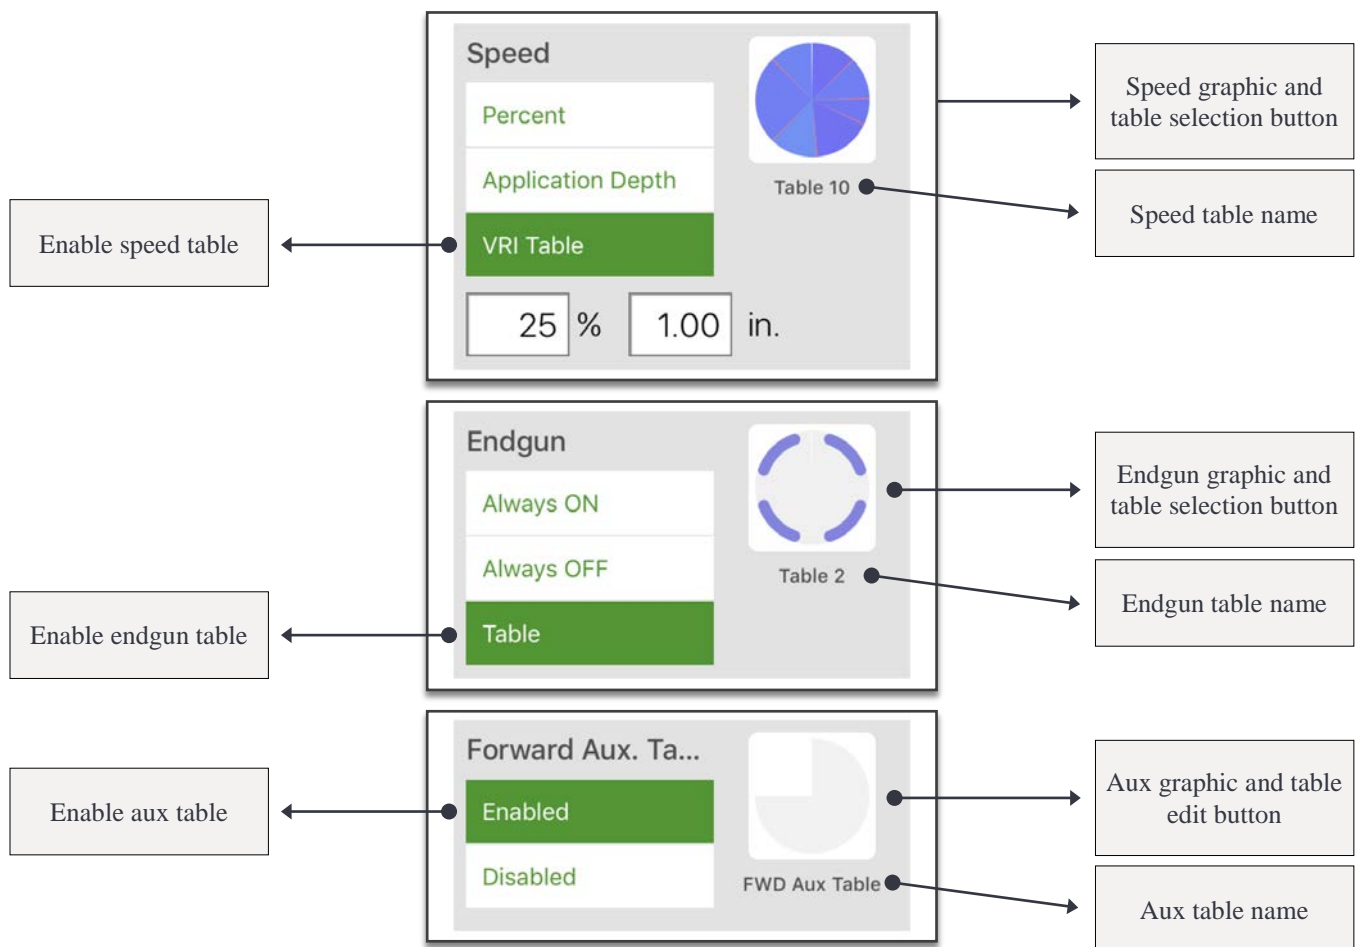 Speed
Percent
Application Depth
VRI Table
25 %
1.00 in.
Table 10
Speed graphic and
table selection button
Speed table name
Enable speed table
Endgun
Always ON
Always OFF
Table
Table 2
Endgun graphic and
table selection button
Endgun table name
Enable endgun table
Forward Aux. Ta...
Enabled
Disabled
FWD Aux Table
Aux graphic and table
edit button
Aux table name
Enable aux table